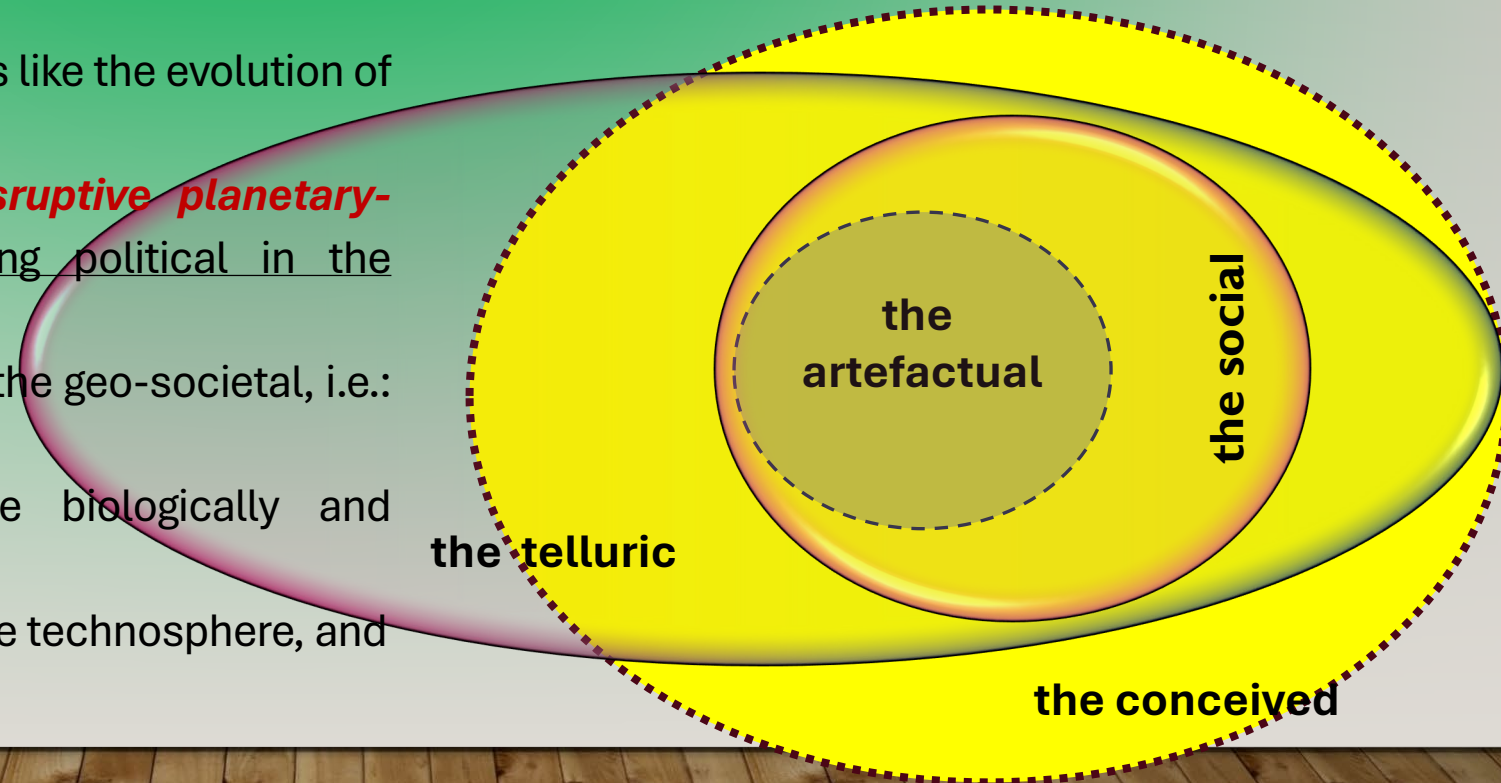 s like the evolution of
sruptive planetary-
ng political in the
the geo-societal, i.e.:
e biologically and
e technosphere, and
the
artefactual
the social
the telluric
the conceived